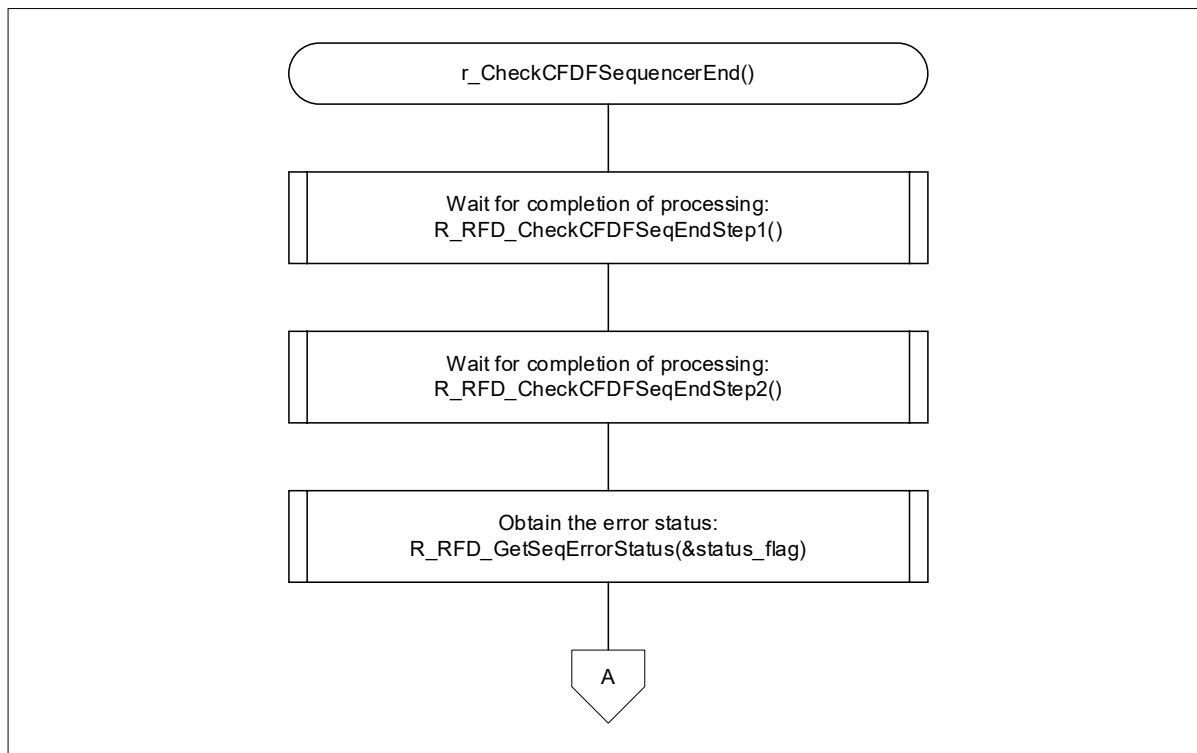 r_CheckCFDFSequencerEnd()
Wait for completion of processing:
R_RFD_CheckCFDFSeqEndStep1()
Wait for completion of processing:
R_RFD_CheckCFDFSeqEndStep2()
Obtain the error status:
R_RFD_GetSeqErrorStatus(&status_flag)
A